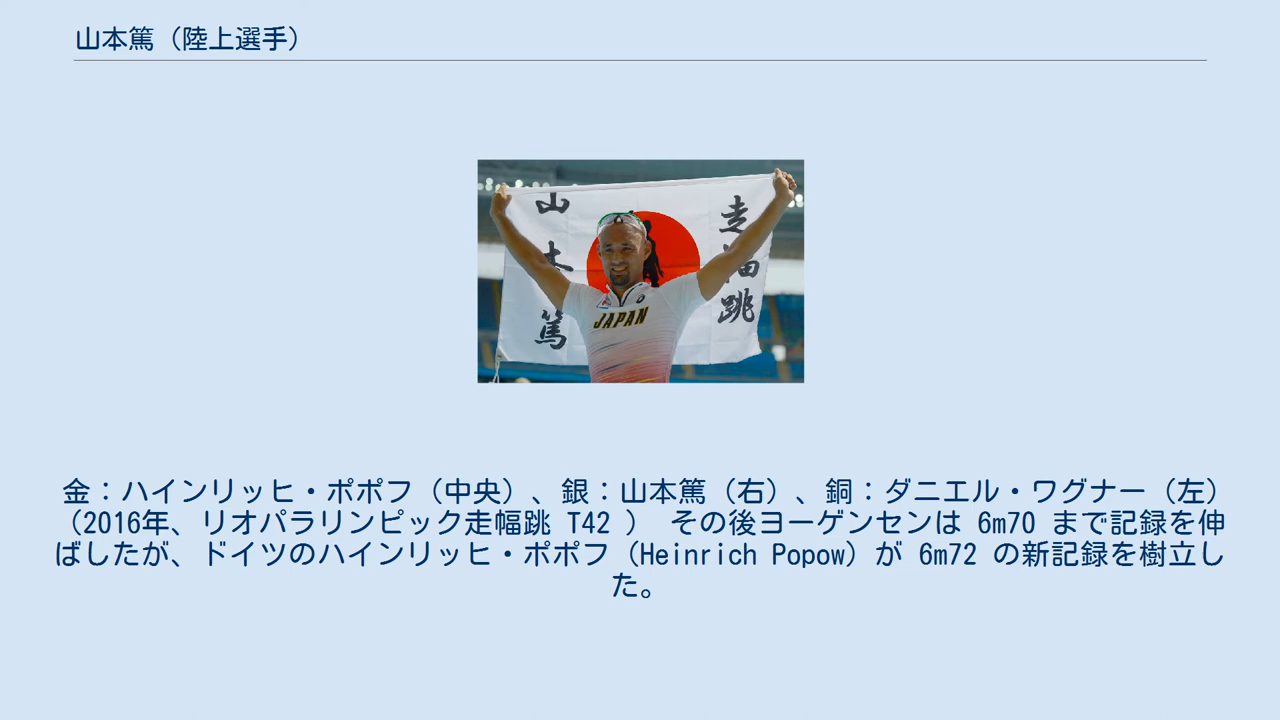 山本篤（陸上選手）
山本篤
走幅跳
JAPAN
金：ハインリッヒ・ポポフ（中央）、銀：山本篤（右）、銅：ダニエル・ワグナー（左）
（2016年、リオパラリンピック走幅跳 T42 ） その後ヨーゲンセンは 6m70 まで記録を伸
ばしたが、ドイツのハインリッヒ・ポポフ（Heinrich Popow）が 6m72 の新記録を樹立し
た。